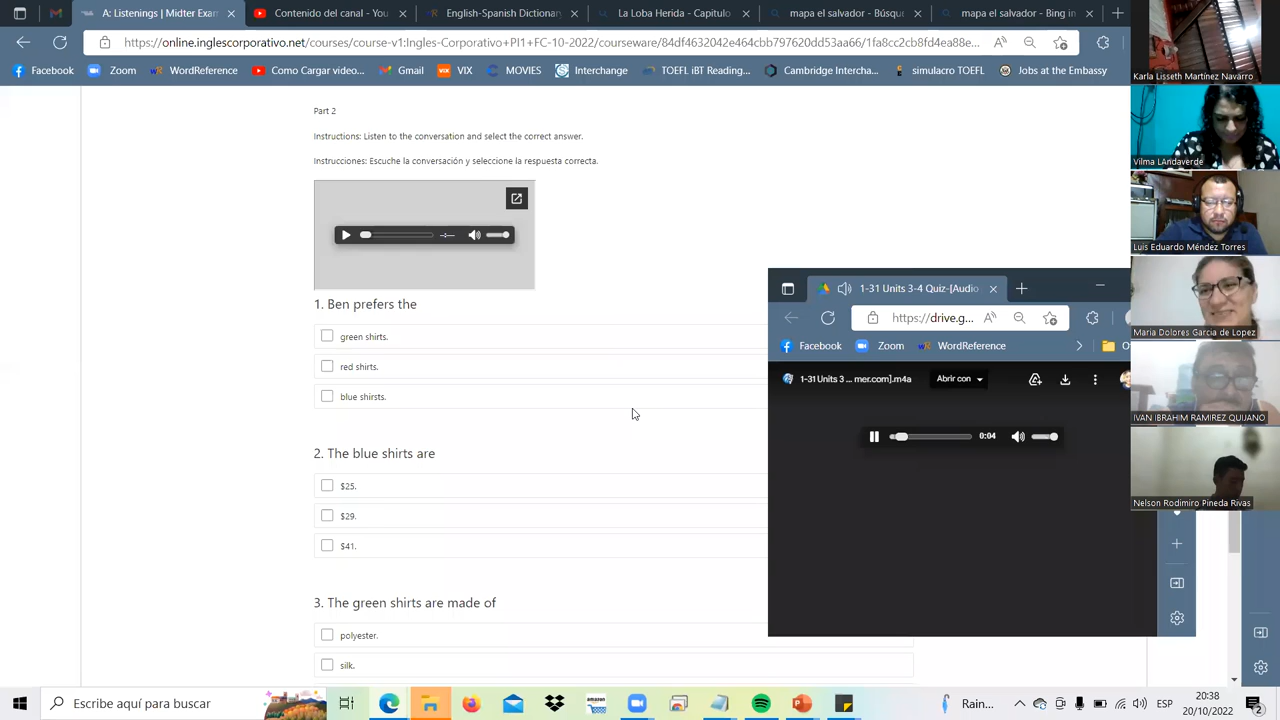 A: Listenings | Midter Exam
Contenido del canal - You
English-Spanish Dictionar
La Loba Herida - Capitulo
mapa el salvador - Búsqu
mapa el salvador - Bing in
https://online.inglescorporativo.net/courses/course-v1:Ingles-Corporativo+PI1+FC-10-2022/courseware/84df4632042e464cbb797620dd53aa66/1fa8cc2cb8fd4ea88e...
Facebook
Zoom
WordReference
Como Cargar video...
Gmail
VIX
MOVIES
Interchange
TOEFL IBT Reading...
Cambridge Intercha...
simulacro TOEFL
Jobs at the Embassy
Part 2
Instructions: Listen to the conversation and select the correct answer.
Instrucciones: Escuche la conversación y seleccione la respuesta correcta.
1. Ben prefers the
green shirts.
red shirts.
blue shirsts.
2. The blue shirts are
$25.
$29.
$41.
3. The green shirts are made of
polyester.
silk.
1-31 Units 3-4 Quiz-[Audio
https://drive.g...
Facebook
Zoom
WordReference
1-31 Units 3 ... mer.com].m4a
Abrir con
0:04
Karla Lisseth Martínez Navarro
Vilma LAndaverde
Luis Eduardo Méndez Torres
Maria Dolores Garcia de Lopez
IVAN IBRAHIM RAMIREZ QUIJANO
Nelson Rodimiro Pineda Rivas
Escribe aquí para buscar
amazon
ESP
20:38
20/10/2022
2